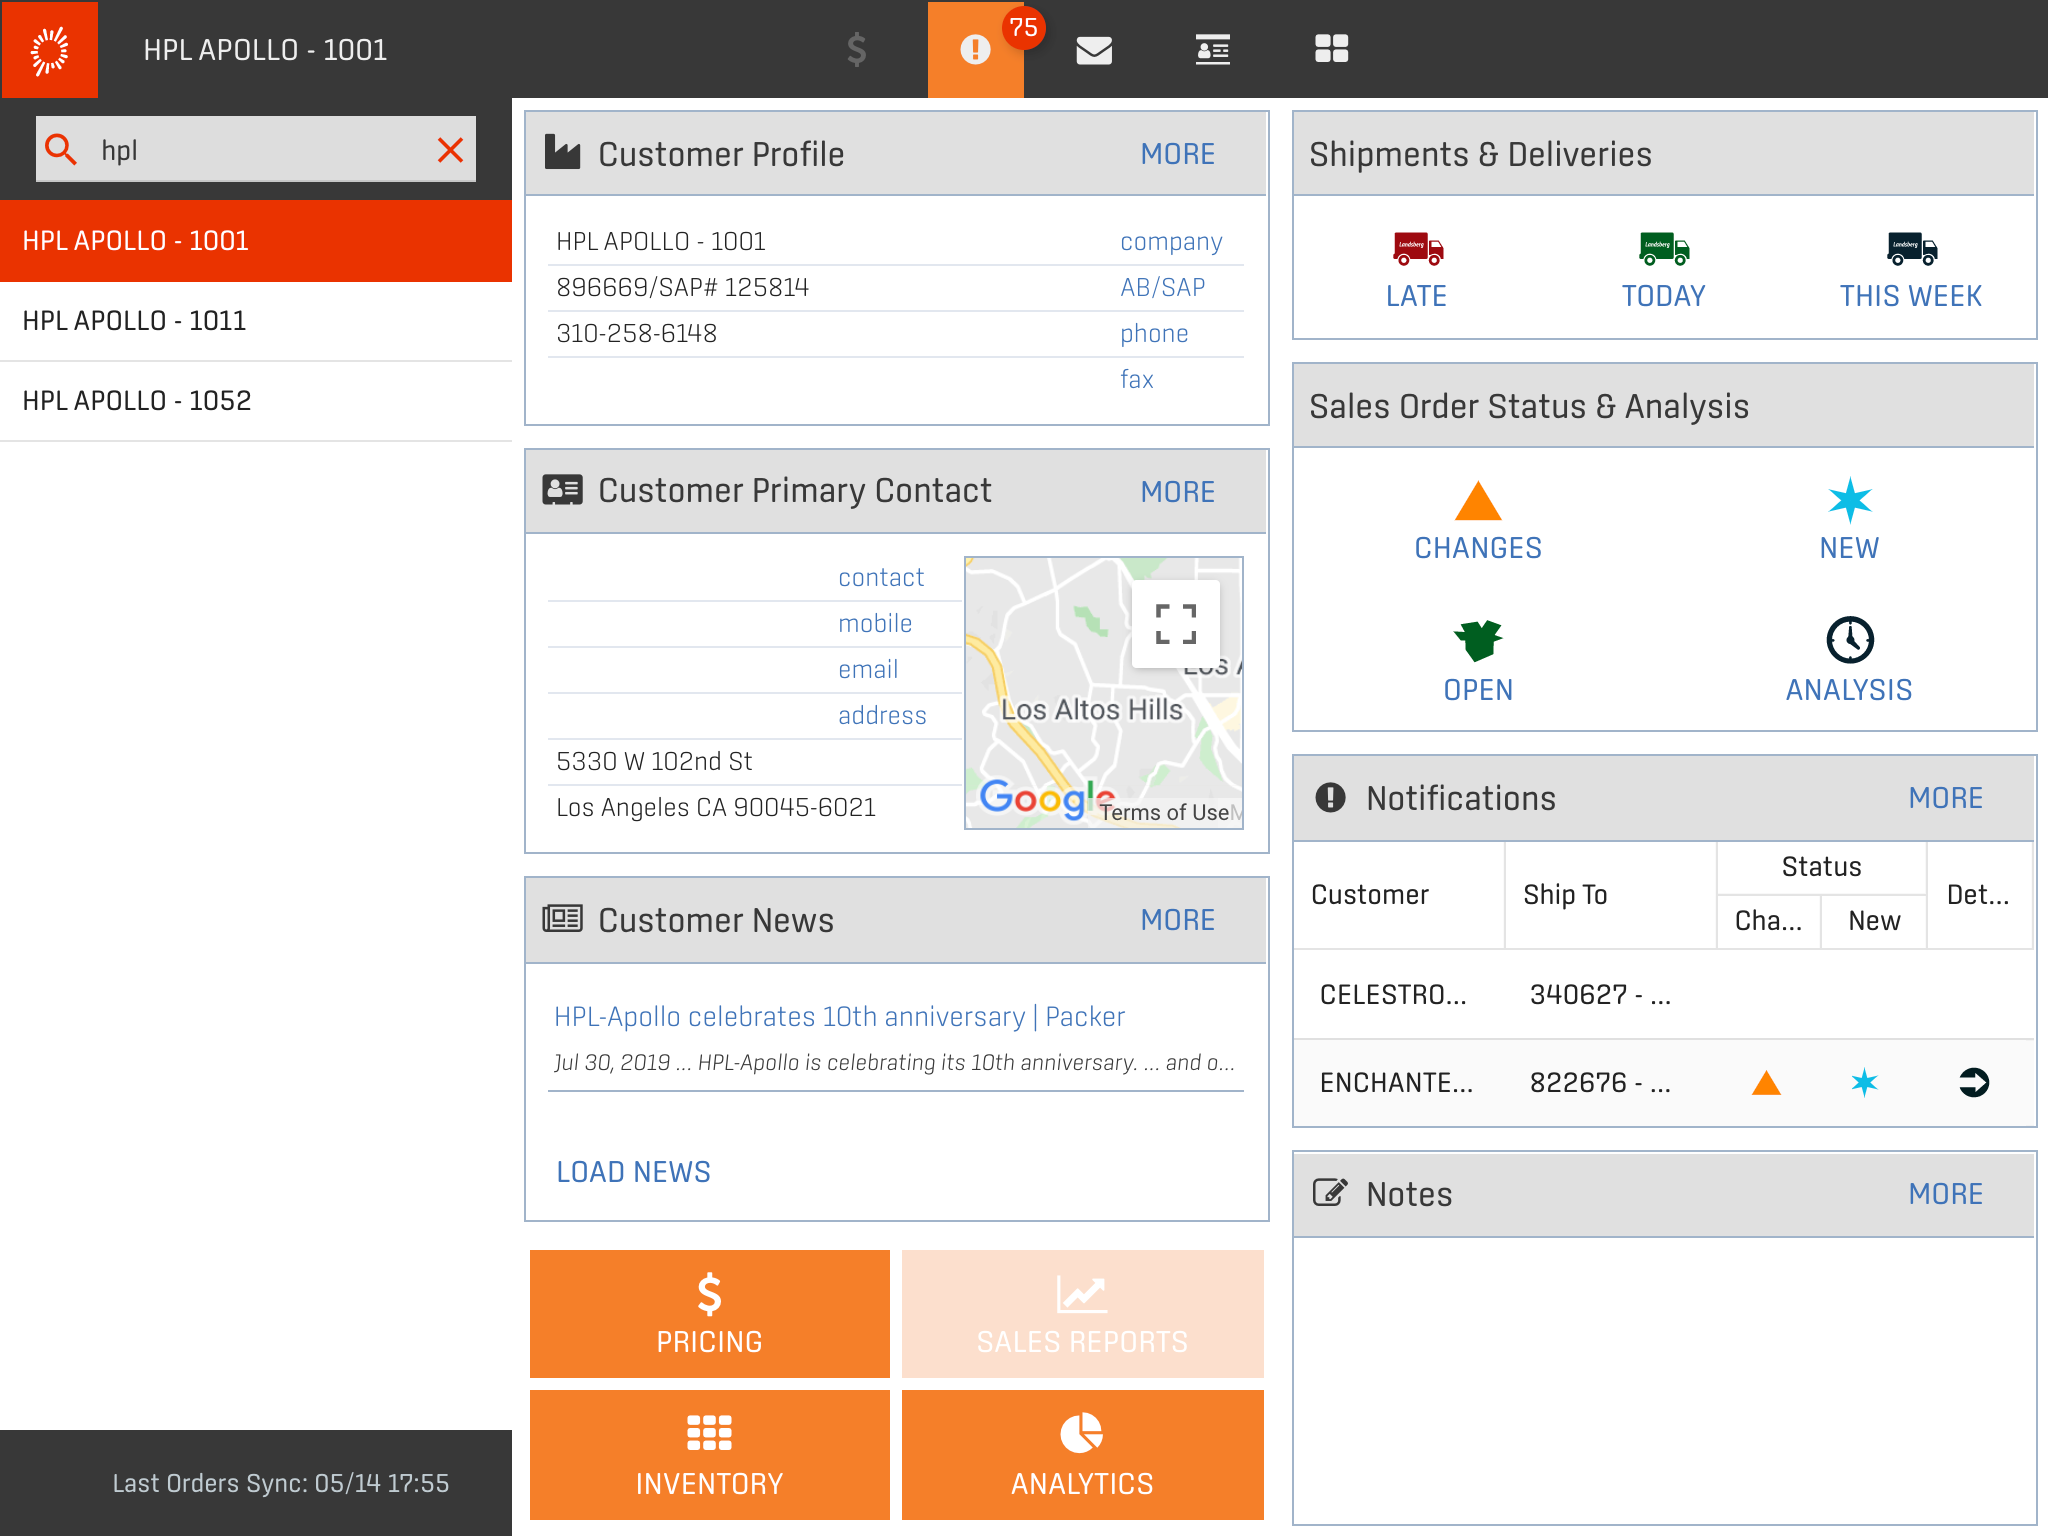 HPL APOLLO - 1001
75
hpl
HPL APOLLO - 1001
HPL APOLLO - 1011
HPL APOLLO - 1052
Last Orders Sync: 05/14 17:55
Customer Profile MORE
HPL APOLLO - 1001 company
896669/SAP# 125814 AB/SAP
310-258-6148 phone
fax
Customer Primary Contact MORE
contact
mobile
email
address
5330 W 102nd St
Los Angeles CA 90045-6021
Los A
Los Altos Hills
Google
Terms of Use
Customer News MORE
HPL-Apollo celebrates 10th anniversary | Packer
Jul 30, 2019 ... HPL-Apollo is celebrating its 10th anniversary. ... and o...
LOAD NEWS
$
PRICING
SALES REPORTS
INVENTORY
ANALYTICS
Shipments & Deliveries
Landsberg Landsberg Landsberg
LATE TODAY THIS WEEK
Sales Order Status & Analysis
CHANGES NEW
OPEN ANALYSIS
Notifications MORE
Customer Ship To Status Det...
Cha... New
CELESTRO... 340627 - ...
ENCHANTE... 822676 - ...
Notes MORE